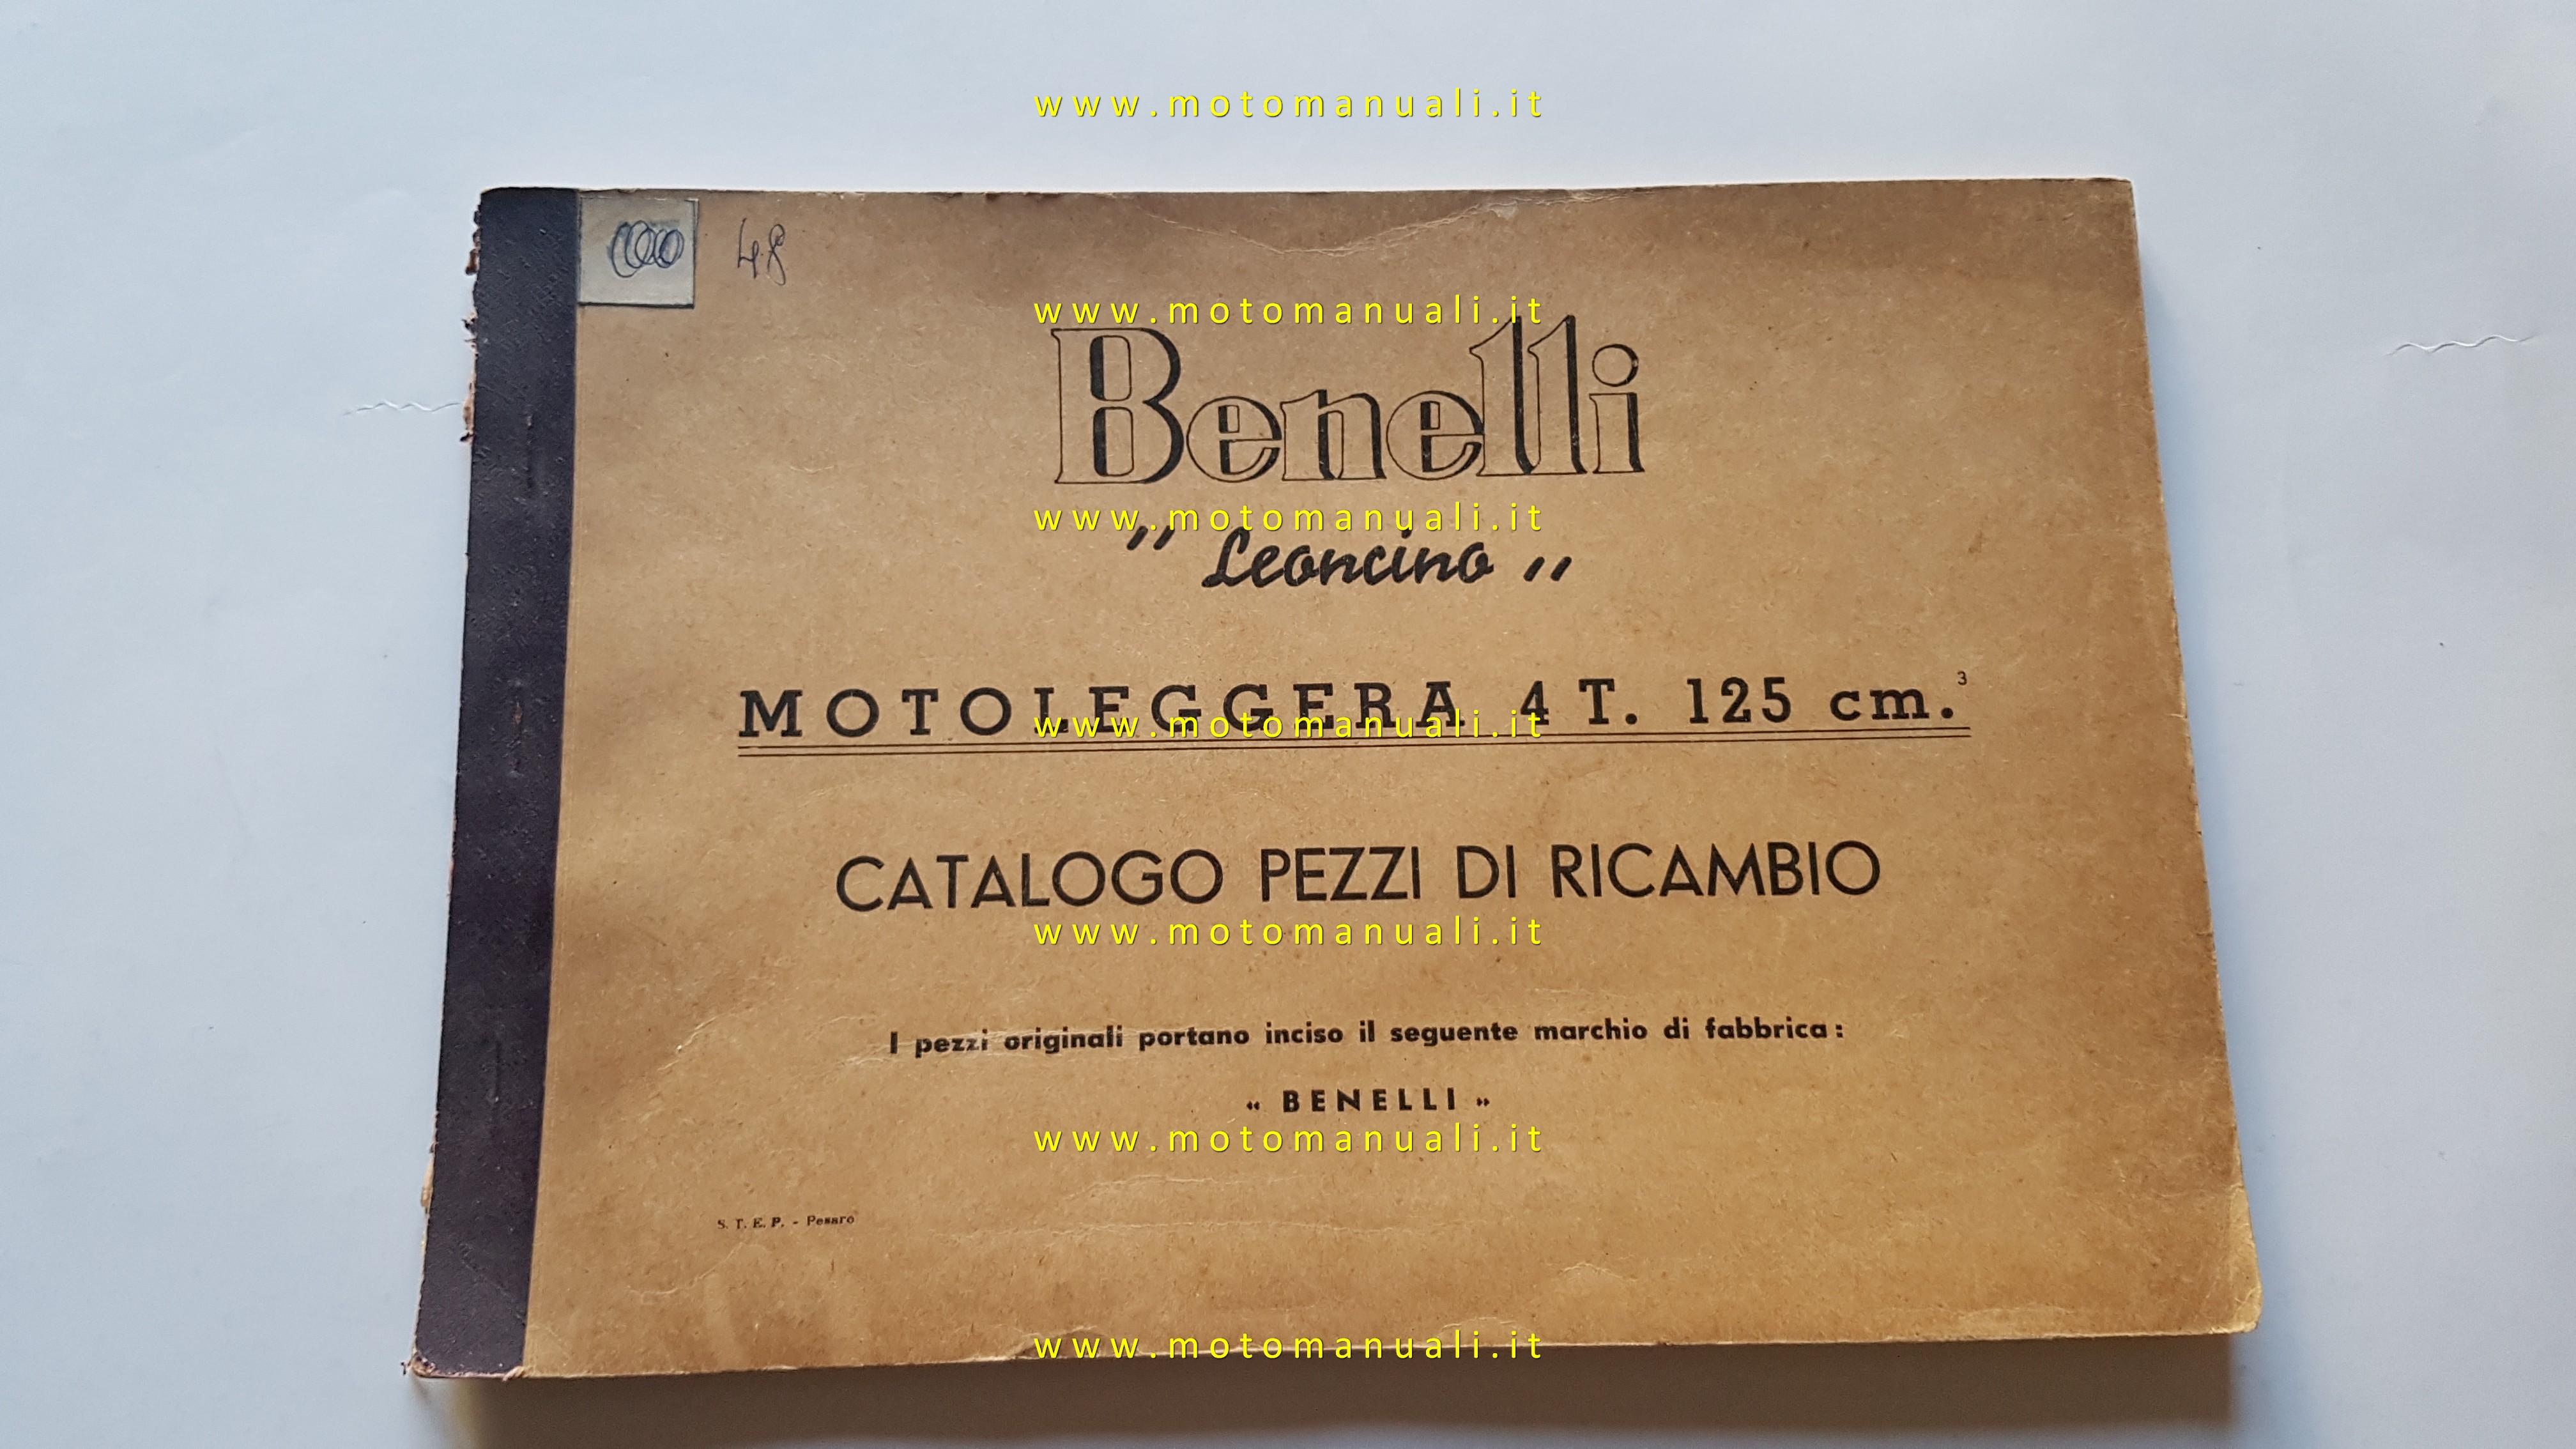 www.motomanuali.it
48
www.motomanuali.it
Benelli
www.motomanuali.it
" Leoncino "
MOTOLEGGERA 4 T. 125 cm.³
www.motomanuali.it
CATALOGO PEZZI DI RICAMBIO
www.motomanuali.it
I pezzi originali portano inciso il seguente marchio di fabbrica:
« BENELLI »
www.motomanuali.it
S. T. E. P. - Pesaro
www.motomanuali.it